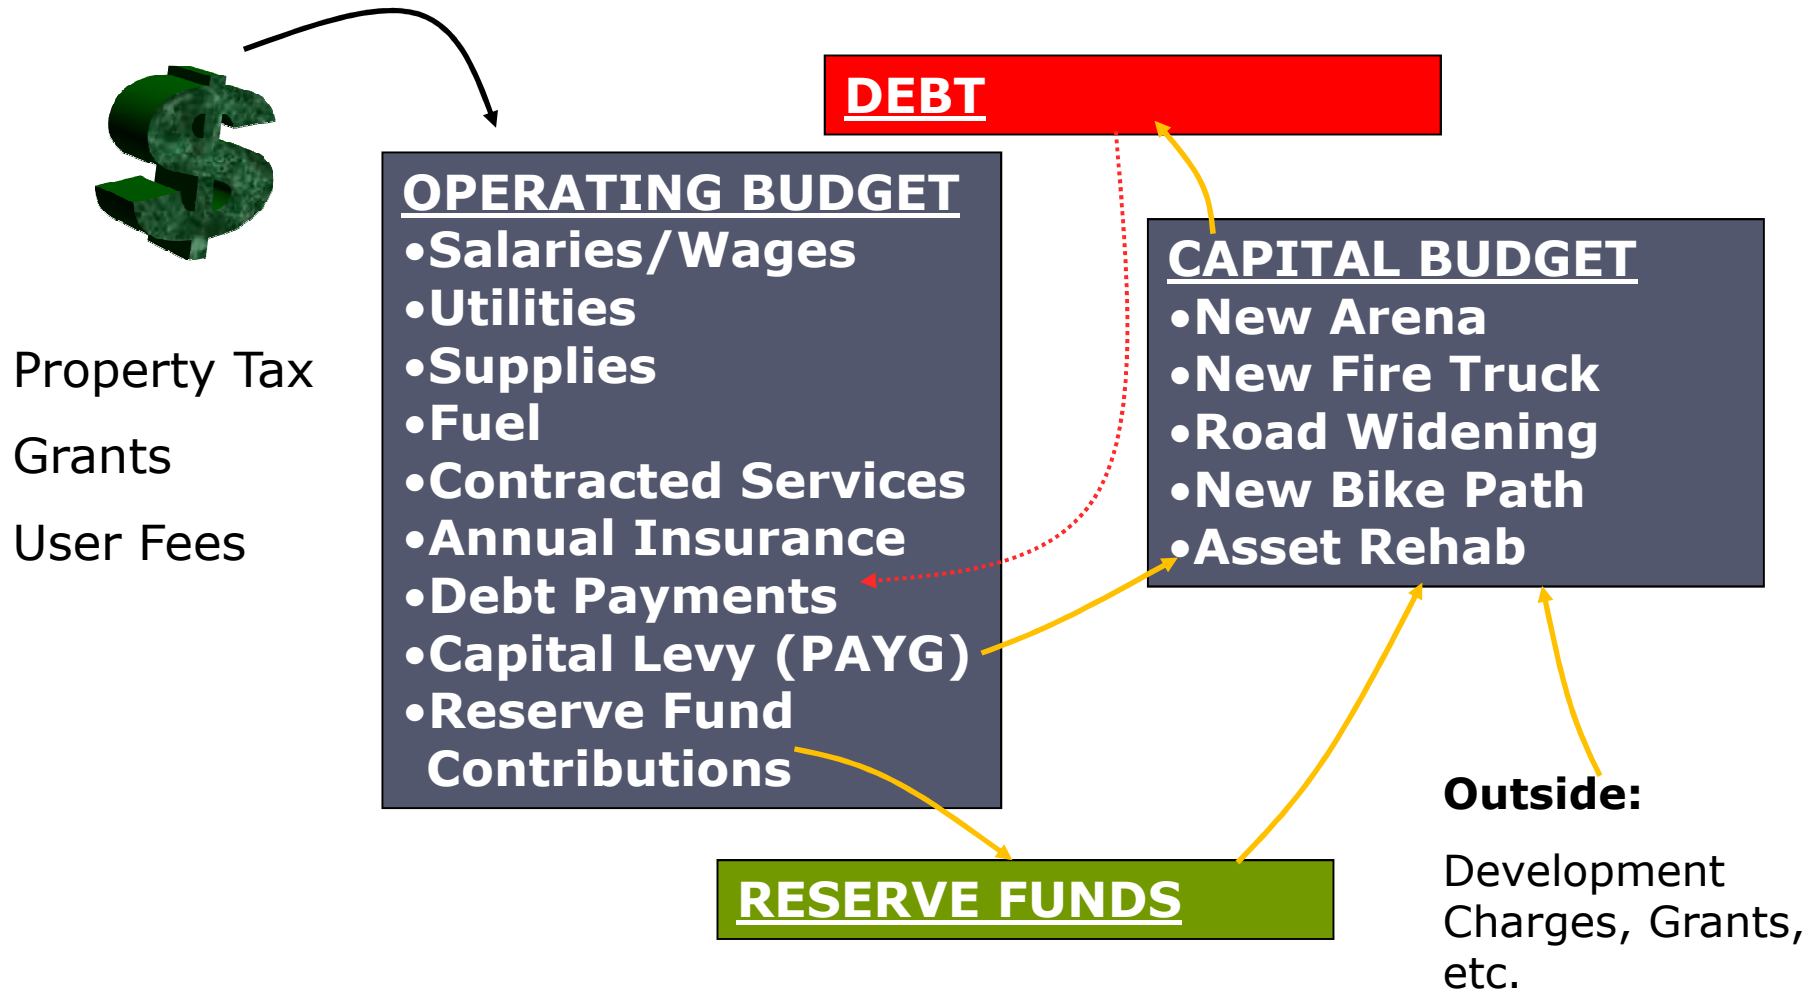 Property Tax
Grants
User Fees
OPERATING BUDGET
•Salaries/Wages
•Utilities
•Supplies
•Fuel
•Contracted Services
•Annual Insurance
•Debt Payments
•Capital Levy (PAYG)
•Reserve Fund
Contributions
DEBT
CAPITAL BUDGET
•New Arena
•New Fire Truck
•Road Widening
•New Bike Path
•Asset Rehab
RESERVE FUNDS
Outside:
Development
Charges, Grants,
etc.